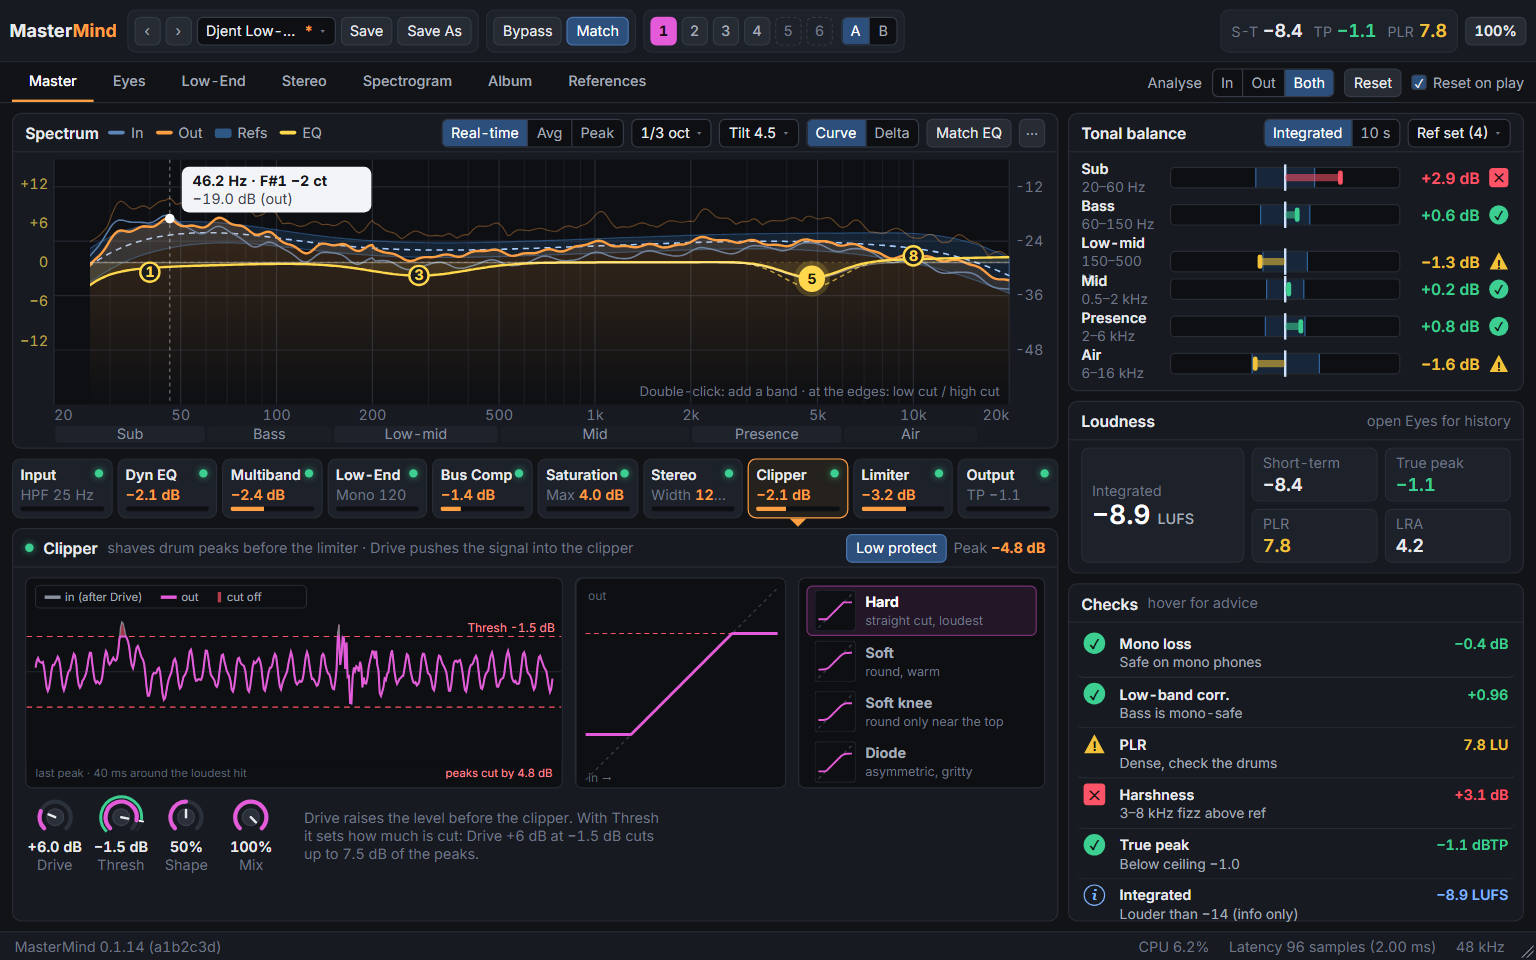 MasterMind
‹ › Djent Low-... * Save Save As Bypass Match 1 2 3 4 5 6 A B
S-T −8.4 TP −1.1 PLR 7.8 100%
Master Eyes Low-End Stereo Spectrogram Album References
Analyse In Out Both Reset Reset on play
Spectrum In Out Refs EQ Real-time Avg Peak 1/3 oct Tilt 4.5 Curve Delta Match EQ ...
46.2 Hz · F#1 −2 ct
−19.0 dB (out)
+12 −12
+6 −24
0
−6 −36
−12 −48
1 3 5 8
Double-click: add a band · at the edges: low cut / high cut
20 50 100 200 500 1k 2k 5k 10k 20k
Sub Bass Low-mid Mid Presence Air
Tonal balance Integrated 10 s Ref set (4)
Sub
20–60 Hz
+2.9 dB
Bass
60–150 Hz
+0.6 dB
Low-mid
150–500
−1.3 dB
Mid
0.5–2 kHz
+0.2 dB
Presence
2–6 kHz
+0.8 dB
Air
6–16 kHz
−1.6 dB
Loudness open Eyes for history
Integrated
−8.9 LUFS
Short-term
−8.4
True peak
−1.1
PLR
7.8
LRA
4.2
Input
HPF 25 Hz
Dyn EQ
−2.1 dB
Multiband
−2.4 dB
Low-End
Mono 120
Bus Comp
−1.4 dB
Saturation
Max 4.0 dB
Stereo
Width 12...
Clipper
−2.1 dB
Limiter
−3.2 dB
Output
TP −1.1
Clipper shaves drum peaks before the limiter · Drive pushes the signal into the clipper Low protect Peak −4.8 dB
in (after Drive) out cut off
Thresh -1.5 dB
last peak · 40 ms around the loudest hit peaks cut by 4.8 dB
out
in →
Hard
straight cut, loudest
Soft
round, warm
Soft knee
round only near the top
Diode
asymmetric, gritty
+6.0 dB −1.5 dB 50% 100%
Drive Thresh Shape Mix
Drive raises the level before the clipper. With Thresh
it sets how much is cut: Drive +6 dB at −1.5 dB cuts
up to 7.5 dB of the peaks.
Checks hover for advice
Mono loss −0.4 dB
Safe on mono phones
Low-band corr. +0.96
Bass is mono-safe
PLR 7.8 LU
Dense, check the drums
Harshness +3.1 dB
3–8 kHz fizz above ref
True peak −1.1 dBTP
Below ceiling −1.0
Integrated −8.9 LUFS
Louder than −14 (info only)
MasterMind 0.1.14 (a1b2c3d) CPU 6.2% Latency 96 samples (2.00 ms) 48 kHz